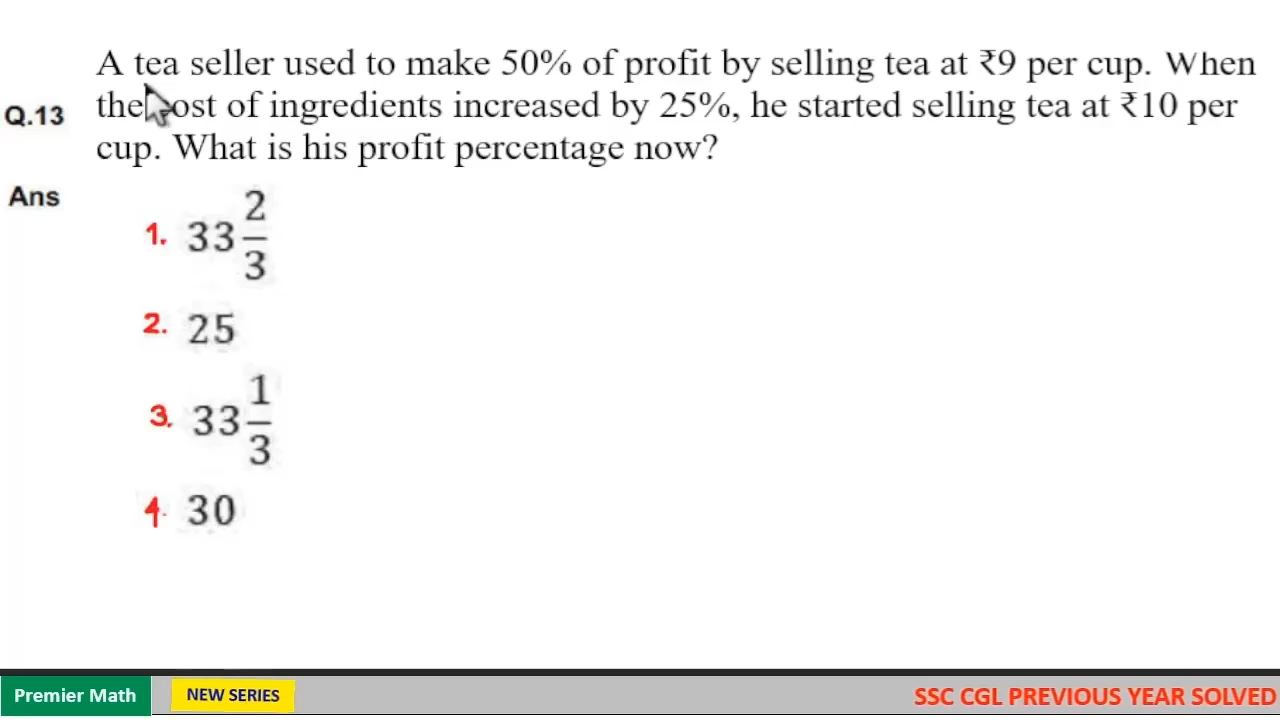 A tea seller used to make 50% of profit by selling tea at ₹9 per cup. When
Q.13 the cost of ingredients increased by 25%, he started selling tea at ₹10 per
cup. What is his profit percentage now?
Ans
1. 33 2/3
2. 25
3. 33 1/3
4. 30
Premier Math NEW SERIES SSC CGL PREVIOUS YEAR SOLVED